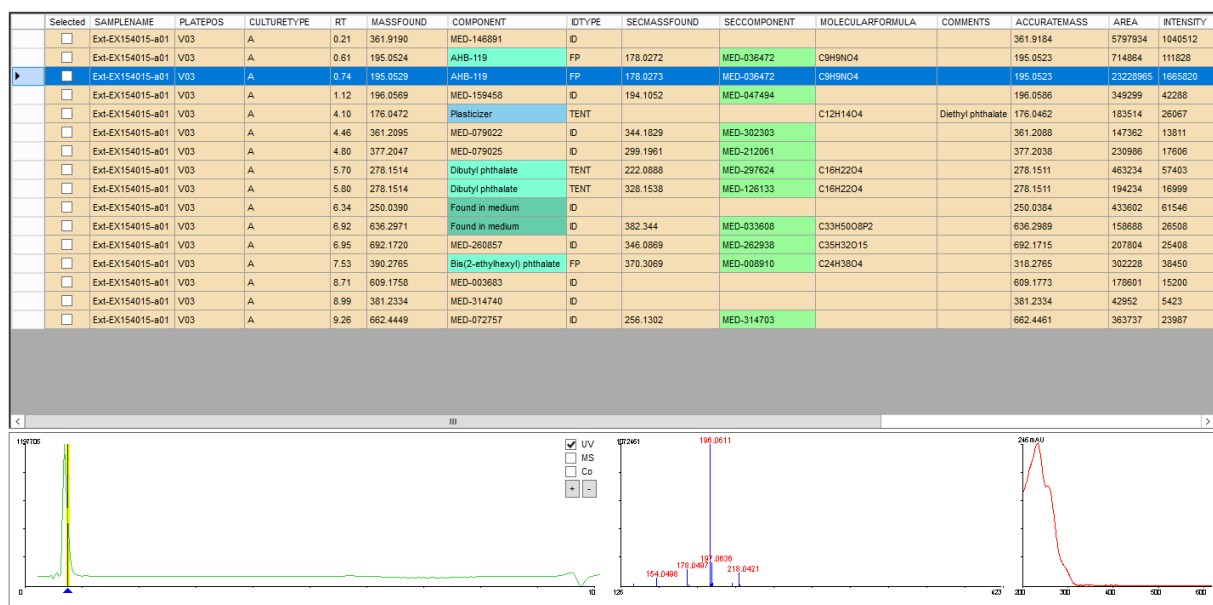 Selected SAMPLENAME PLATEPOS CULTURETYPE RT MASSFOUND COMPONENT IDTYPE SECMASSFOUND SECCOMPONENT MOLECULARFORMULA COMMENTS ACCURATEMASS AREA INTENSITY
Ext-EX154015-a01 V03 A 0.21 361.9190 MED-146891 ID 361.9184 5797934 1040512
Ext-EX154015-a01 V03 A 0.61 195.0524 AHB-119 FP 178.0272 MED-036472 C9H9NO4 195.0523 714864 111828
Ext-EX154015-a01 V03 A 0.74 195.0529 AHB-119 FP 178.0273 MED-036472 C9H9NO4 195.0523 23228965 1665820
Ext-EX154015-a01 V03 A 1.12 196.0569 MED-159458 ID 194.1052 MED-047494 196.0586 349299 42288
Ext-EX154015-a01 V03 A 4.10 176.0472 Plasticizer TENT C12H14O4 Diethyl phthalate 176.0462 183514 26067
Ext-EX154015-a01 V03 A 4.46 361.2095 MED-079022 ID 344.1829 MED-302303 361.2088 147362 13811
Ext-EX154015-a01 V03 A 4.80 377.2047 MED-079025 ID 299.1961 MED-212061 377.2038 230986 17606
Ext-EX154015-a01 V03 A 5.70 278.1514 Dibutyl phthalate TENT 222.0888 MED-297624 C16H22O4 278.1511 463234 57403
Ext-EX154015-a01 V03 A 5.80 278.1514 Dibutyl phthalate TENT 328.1538 MED-126133 C16H22O4 278.1511 194234 16999
Ext-EX154015-a01 V03 A 6.34 250.0390 Found in medium ID 250.0384 433602 61546
Ext-EX154015-a01 V03 A 6.92 636.2971 Found in medium ID 382.344 MED-033608 C33H50O8P2 636.2989 158688 26508
Ext-EX154015-a01 V03 A 6.95 692.1720 MED-260857 ID 346.0869 MED-262938 C35H32O15 692.1715 207804 25408
Ext-EX154015-a01 V03 A 7.53 390.2765 Bis(2-ethylhexyl) phthalate FP 370.3069 MED-008910 C24H38O4 318.2765 302228 38450
Ext-EX154015-a01 V03 A 8.71 609.1758 MED-003683 ID 609.1773 178601 15200
Ext-EX154015-a01 V03 A 8.99 381.2334 MED-314740 ID 381.2334 42952 5423
Ext-EX154015-a01 V03 A 9.26 662.4449 MED-072757 ID 256.1302 MED-314703 662.4461 363737 23987
1197705 UV 1072461 196.0611 246 mAU
MS
Co
+ -
154.0498 178.0497 197.0636 218.0421
0 10 126 423 200 300 400 500 600